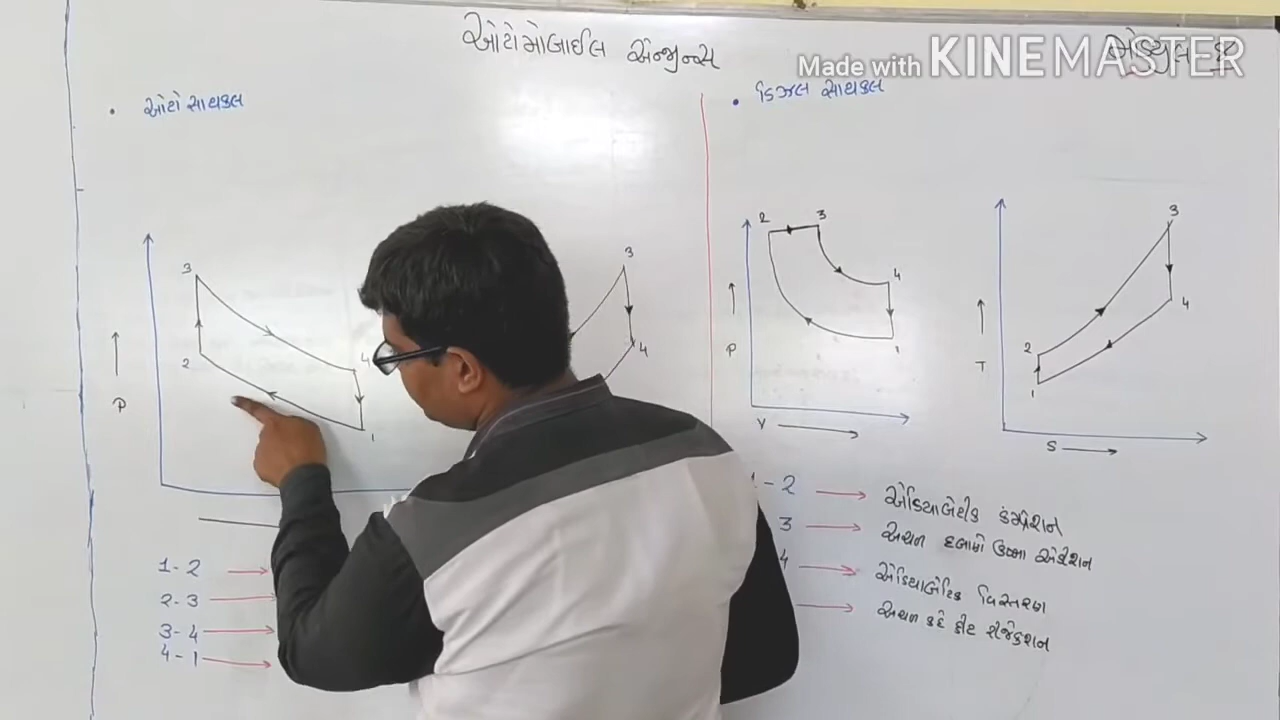 ઓટોમોબાઈલ એન્જીન્સ
Made with KINEMASTER
• ઓટો સાયકલ
• ડિઝલ સાયકલ
3
2
4
1
P
3
4
2
3
4
1
P
V
3
4
2
1
T
S
1-2
2-3
3-4
4-1
- 2 એડિયાબેટીક કંમ્પ્રેશન
3 અચળ દબાણે ઉષ્મા એડીશન
4 એડિયાબેટિક વિસ્તરણ
અચળ કદે હીટ રીજેકશન